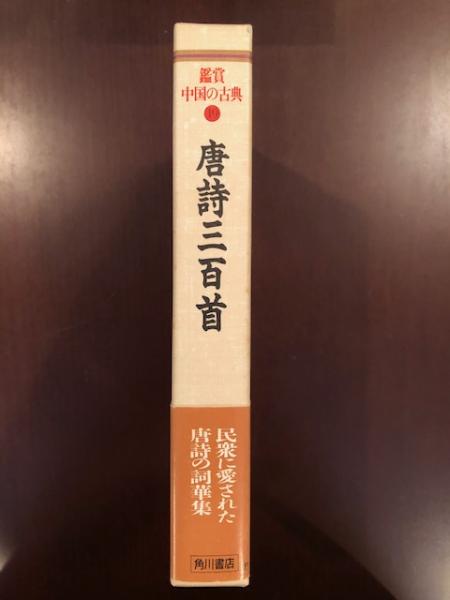 鑑賞
中国の古典
19
唐詩三百首
民衆に愛された
唐詩の詞華集
角川書店